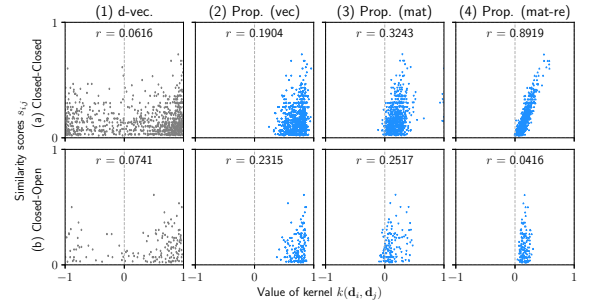 (1) d-vec.
(2) Prop. (vec)
(3) Prop. (mat)
(4) Prop. (mat-re)
Similarity scores s_{i,j}
(a) Closed-Closed
1
0
r = 0.0616
r = 0.1904
r = 0.3243
r = 0.8919
(b) Closed-Open
1
0
r = 0.0741
r = 0.2315
r = 0.2517
r = 0.0416
−1 0 1
−1 0 1
−1 0 1
−1 0 1
Value of kernel k(d_i, d_j)